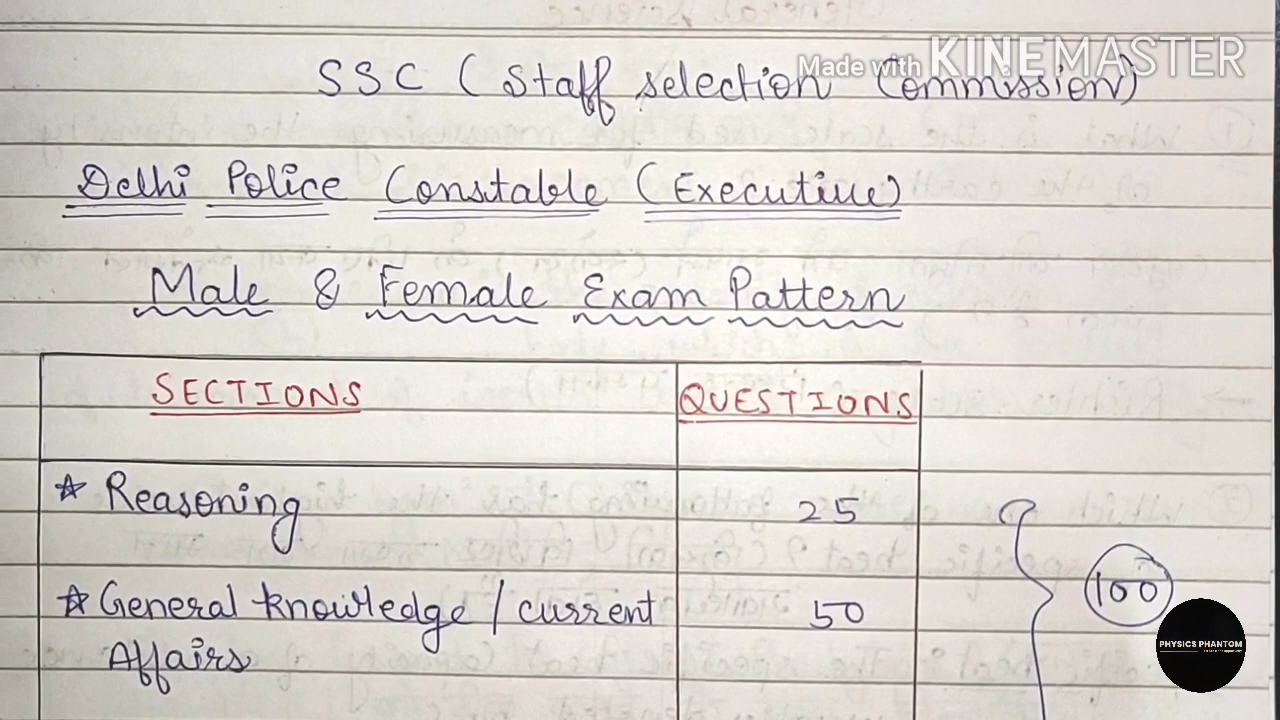 Made with KINEMASTER
SSC ( Staff selection Commission)
Delhi Police Constable (Executive)
Male & Female Exam Pattern
SECTIONS QUESTIONS
☆ Reasoning 25
☆ General knowledge / current 50
Affairs
100
PHYSICS PHANTOM